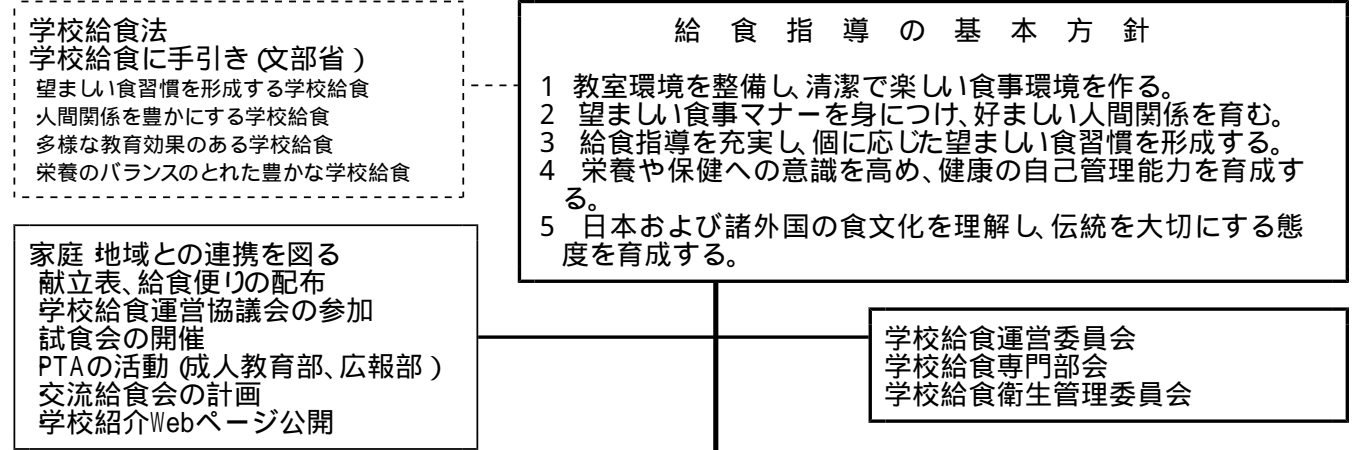 学校給食法
学校給食に手引き(文部省)
望ましい食習慣を形成する学校給食
人間関係を豊かにする学校給食
多様な教育効果のある学校給食
栄養のバランスのとれた豊かな学校給食
給 食 指 導 の 基 本 方 針
1 教室環境を整備し、清潔で楽しい食事環境を作る。
2 望ましい食事マナーを身につけ、好ましい人間関係を育む。
3 給食指導を充実し、個に応じた望ましい食習慣を形成する。
4 栄養や保健への意識を高め、健康の自己管理能力を育成す
る。
5 日本および諸外国の食文化を理解し、伝統を大切にする態
度を育成する。
家庭 地域との連携を図る
献立表、給食便りの配布
学校給食運営協議会の参加
試食会の開催
PTAの活動(成人教育部、広報部)
交流給食会の計画
学校紹介Webページ公開
学校給食運営委員会
学校給食専門部会
学校給食衛生管理委員会